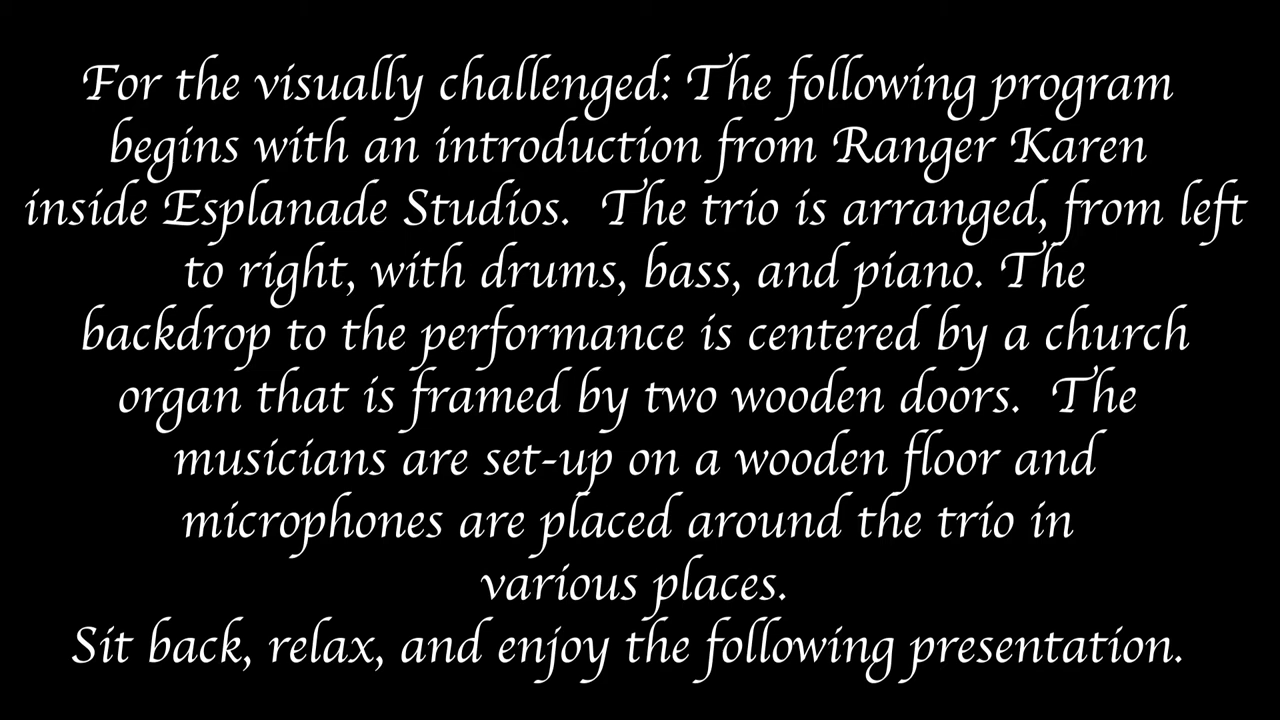 For the visually challenged: The following program
begins with an introduction from Ranger Karen
inside Esplanade Studios. The trio is arranged, from left
to right, with drums, bass, and piano. The
backdrop to the performance is centered by a church
organ that is framed by two wooden doors. The
musicians are set-up on a wooden floor and
microphones are placed around the trio in
various places.
Sit back, relax, and enjoy the following presentation.